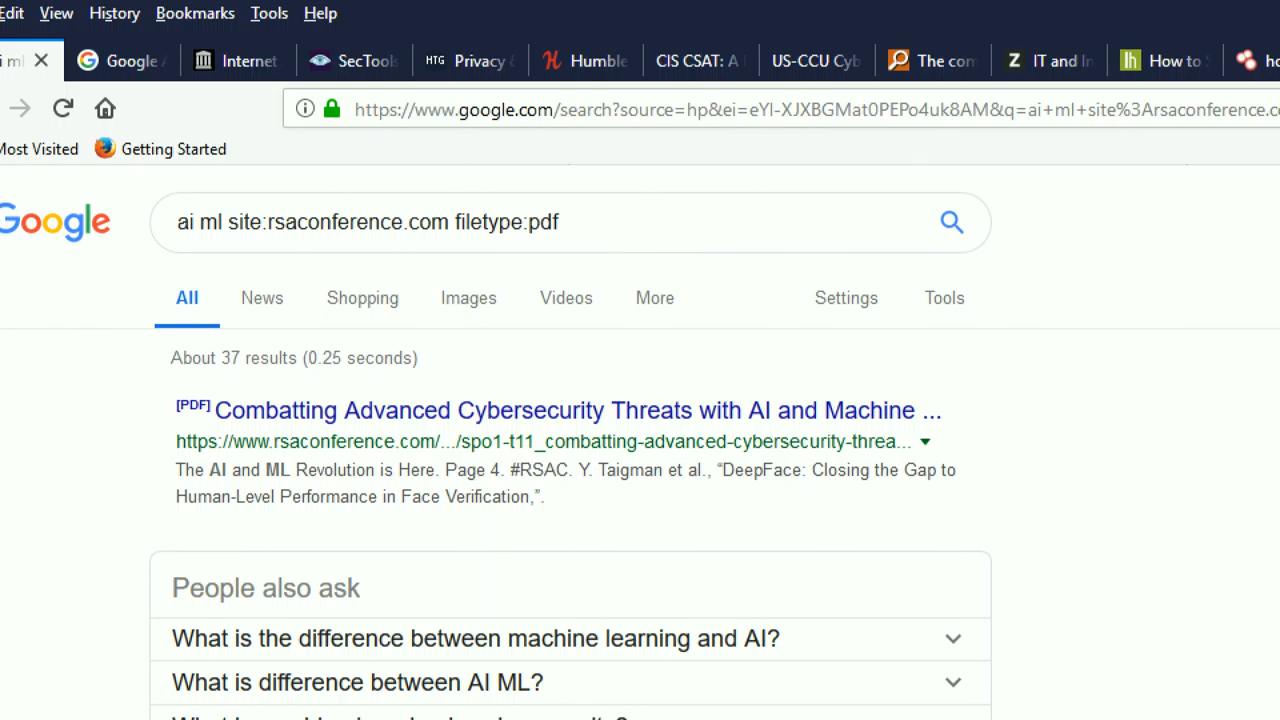 Edit View History Bookmarks Tools Help
ai ml Google Internet SecTools HTG Privacy Humble CIS CSAT: A US-CCU Cyb The com Z IT and In How to ho
https://www.google.com/search?source=hp&ei=eYI-XJXBGMat0PEPo4uk8AM&q=ai+ml+site%3Arsaconference.co
Most Visited Getting Started
Google ai ml site:rsaconference.com filetype:pdf
All News Shopping Images Videos More Settings Tools
About 37 results (0.25 seconds)
[PDF] Combatting Advanced Cybersecurity Threats with AI and Machine ...
https://www.rsaconference.com/.../spo1-t11_combatting-advanced-cybersecurity-threa...
The AI and ML Revolution is Here. Page 4. #RSAC. Y. Taigman et al., “DeepFace: Closing the Gap to
Human-Level Performance in Face Verification,”.
People also ask
What is the difference between machine learning and AI?
What is difference between AI ML?